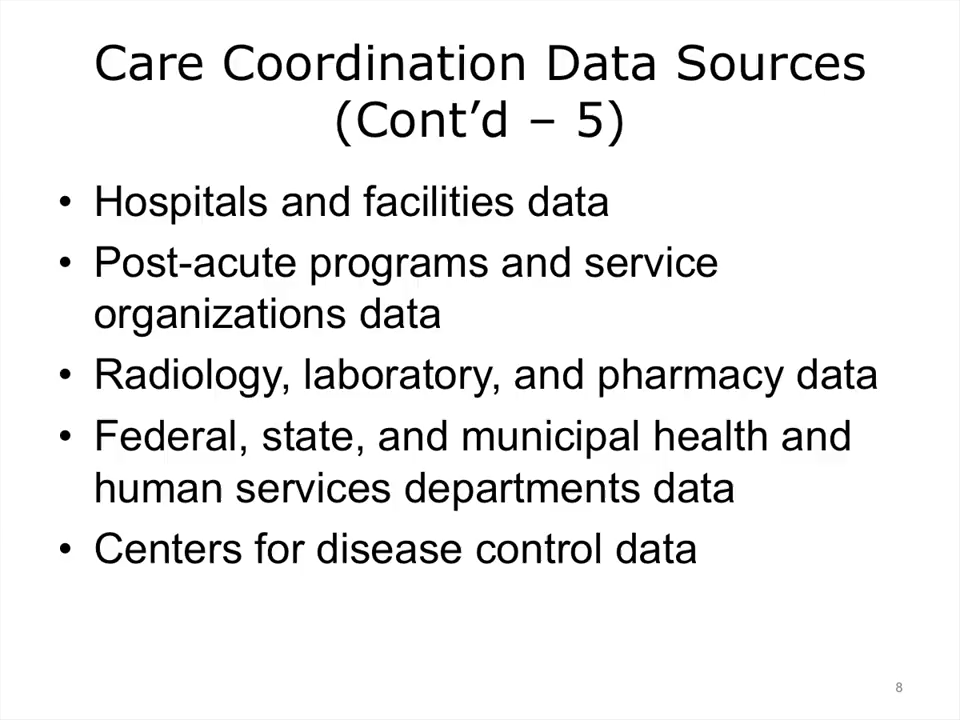 Care Coordination Data Sources
(Cont’d – 5)
• Hospitals and facilities data
• Post-acute programs and service
organizations data
• Radiology, laboratory, and pharmacy data
• Federal, state, and municipal health and
human services departments data
• Centers for disease control data
8